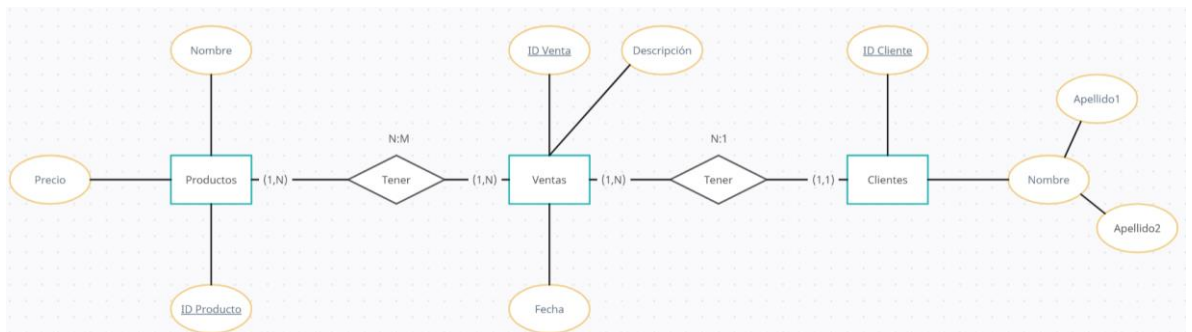 Nombre
ID Venta
Descripción
ID Cliente
Apellido1
N:M
N:1
Precio
Productos
(1,N)
Tener
(1,N)
Ventas
(1,N)
Tener
(1,1)
Clientes
Nombre
Apellido2
ID Producto
Fecha